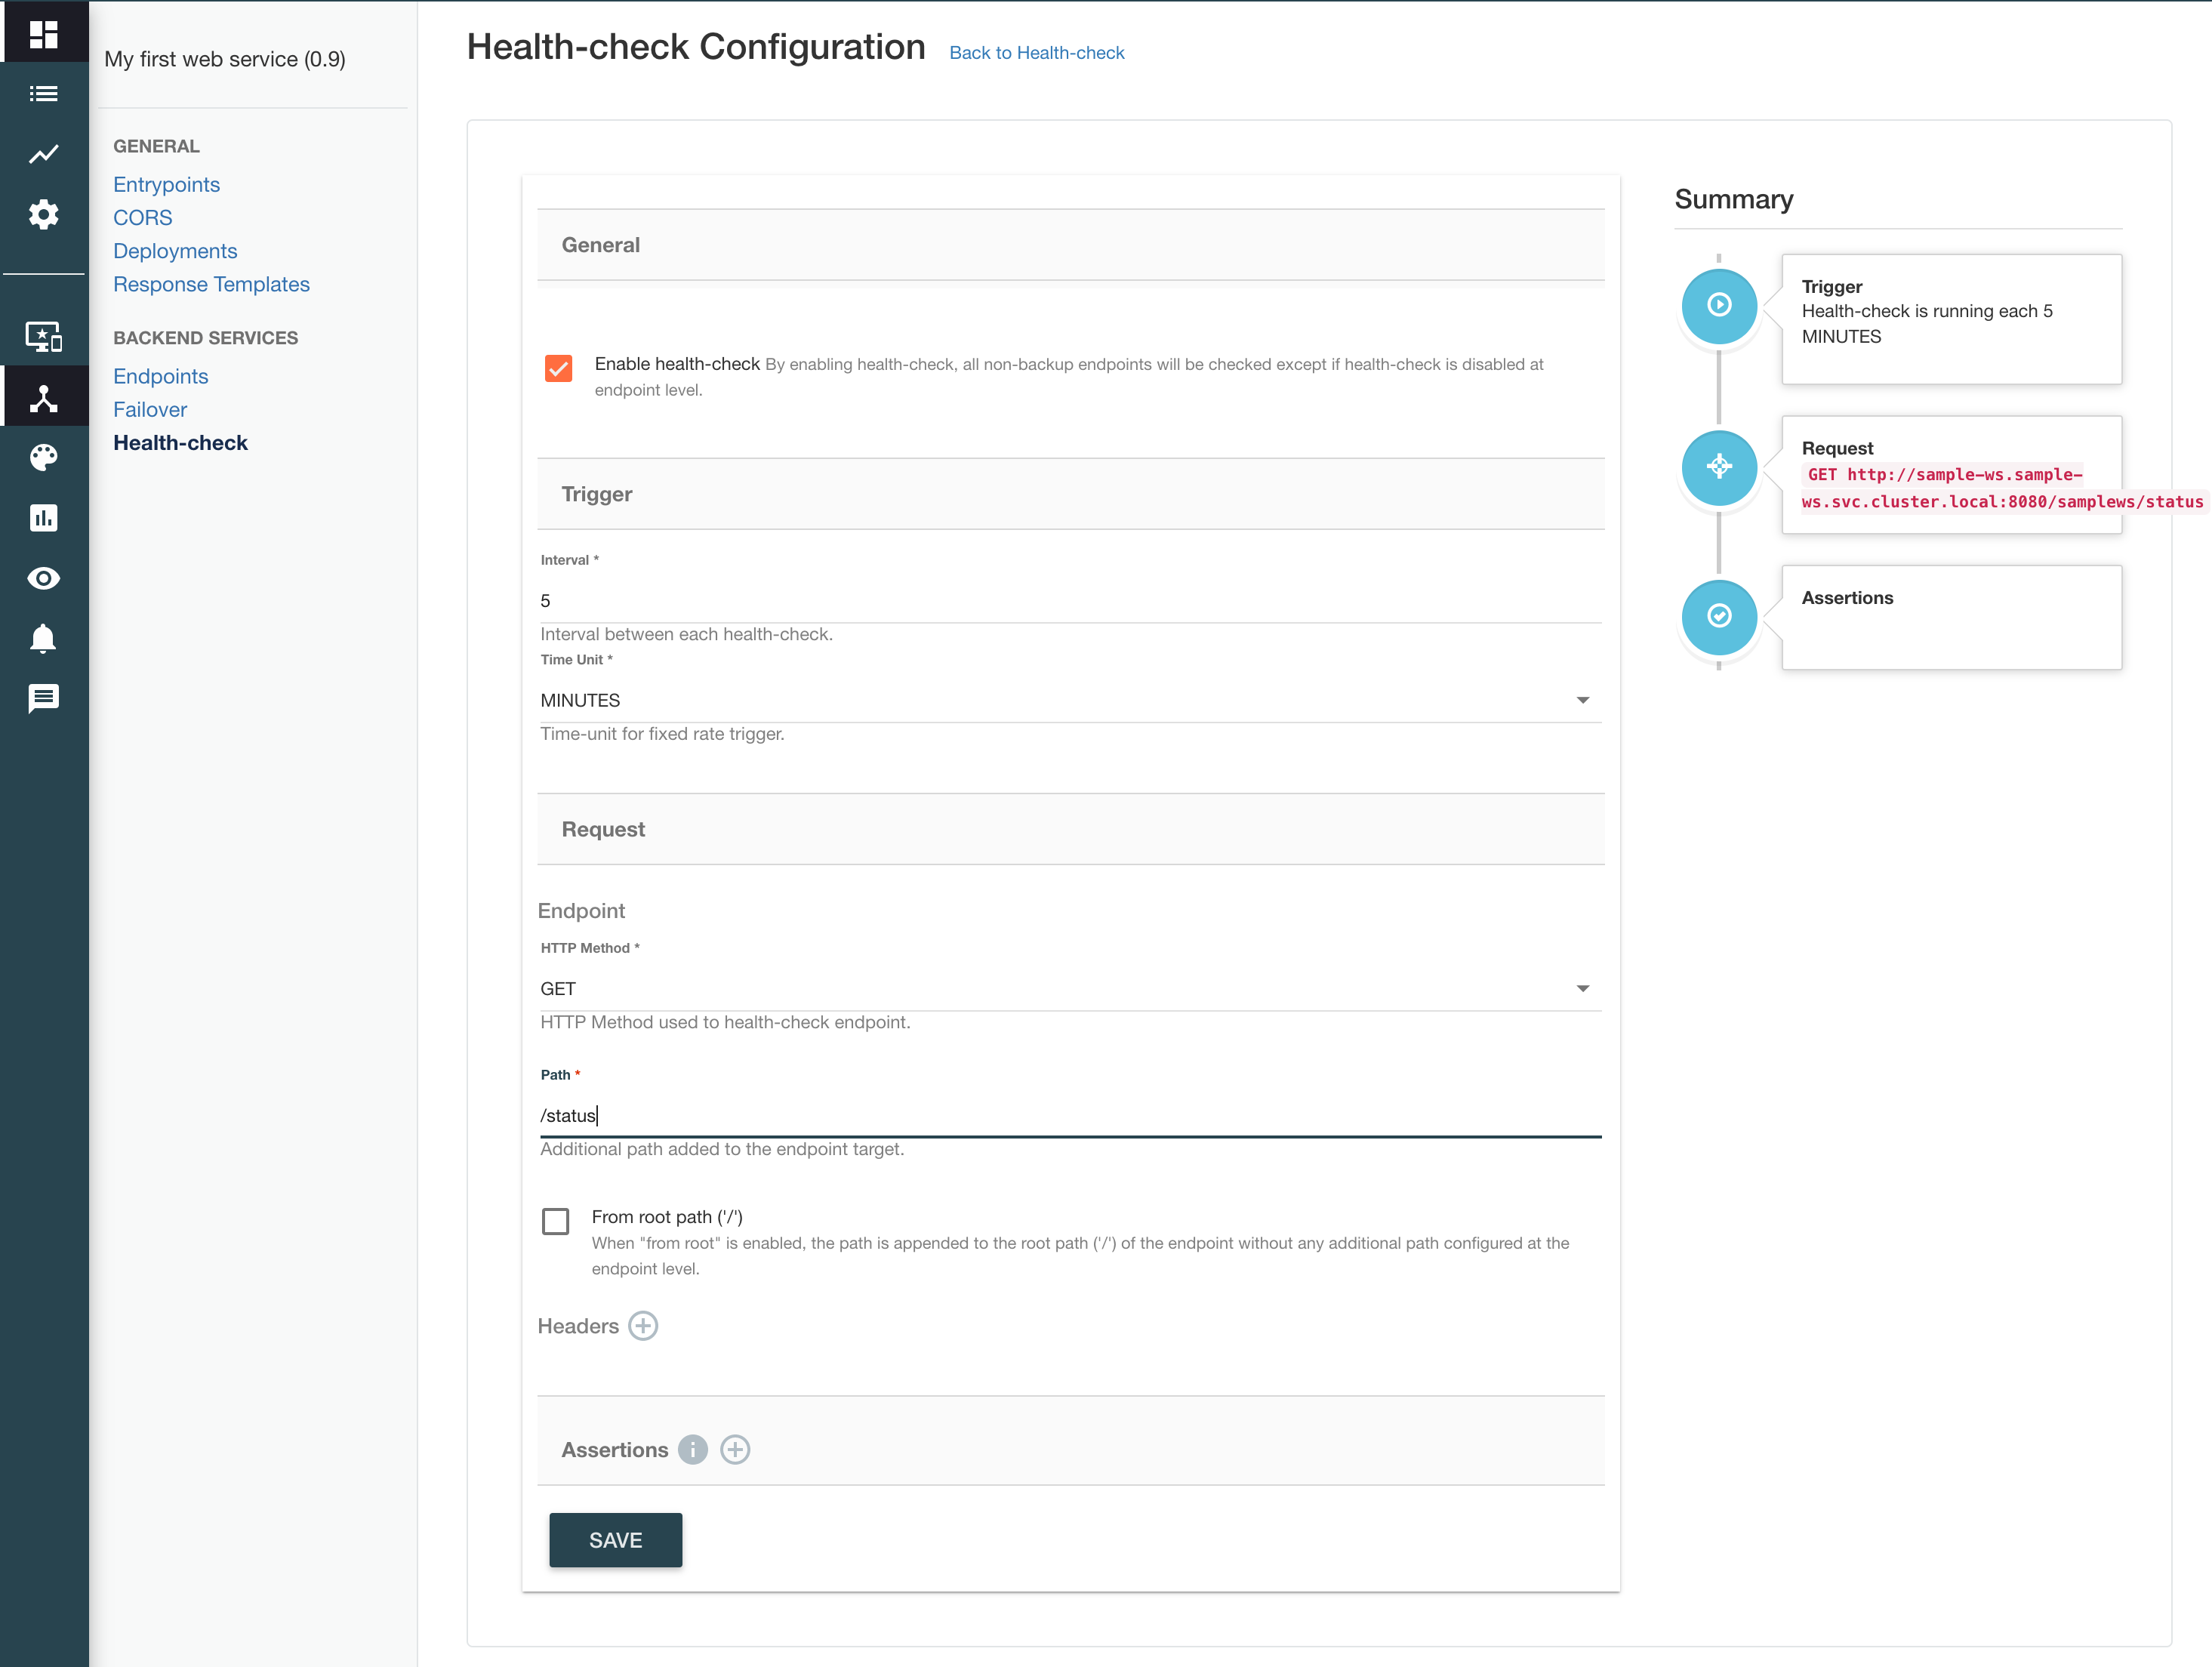 My first web service (0.9)
GENERAL
Entrypoints
CORS
Deployments
Response Templates
BACKEND SERVICES
Endpoints
Failover
Health-check
Health-check Configuration
Back to Health-check
General
Enable health-check By enabling health-check, all non-backup endpoints will be checked except if health-check is disabled at
endpoint level.
Trigger
Interval *
5
Interval between each health-check.
Time Unit *
MINUTES
Time-unit for fixed rate trigger.
Request
Endpoint
HTTP Method *
GET
HTTP Method used to health-check endpoint.
Path *
/status
Additional path added to the endpoint target.
From root path ('/')
When "from root" is enabled, the path is appended to the root path ('/') of the endpoint without any additional path configured at the
endpoint level.
Headers
Assertions
SAVE
Summary
Trigger
Health-check is running each 5
MINUTES
Request
GET http://sample-ws.sample-
ws.svc.cluster.local:8080/samplews/status
Assertions